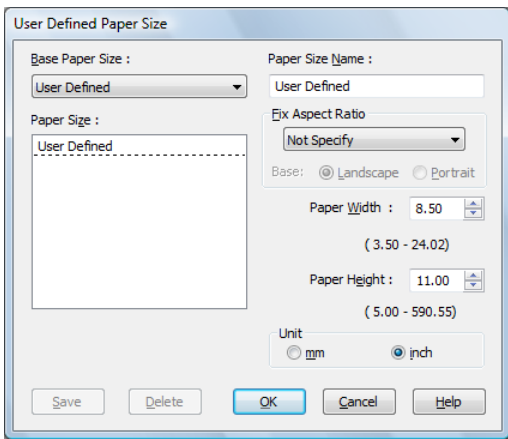 User Defined Paper Size
Base Paper Size :
User Defined
Paper Size :
User Defined
Paper Size Name :
User Defined
Fix Aspect Ratio
Not Specify
Base: Landscape Portrait
Paper Width : 8.50
( 3.50 - 24.02)
Paper Height : 11.00
( 5.00 - 590.55)
Unit
mm inch
Save Delete OK Cancel Help